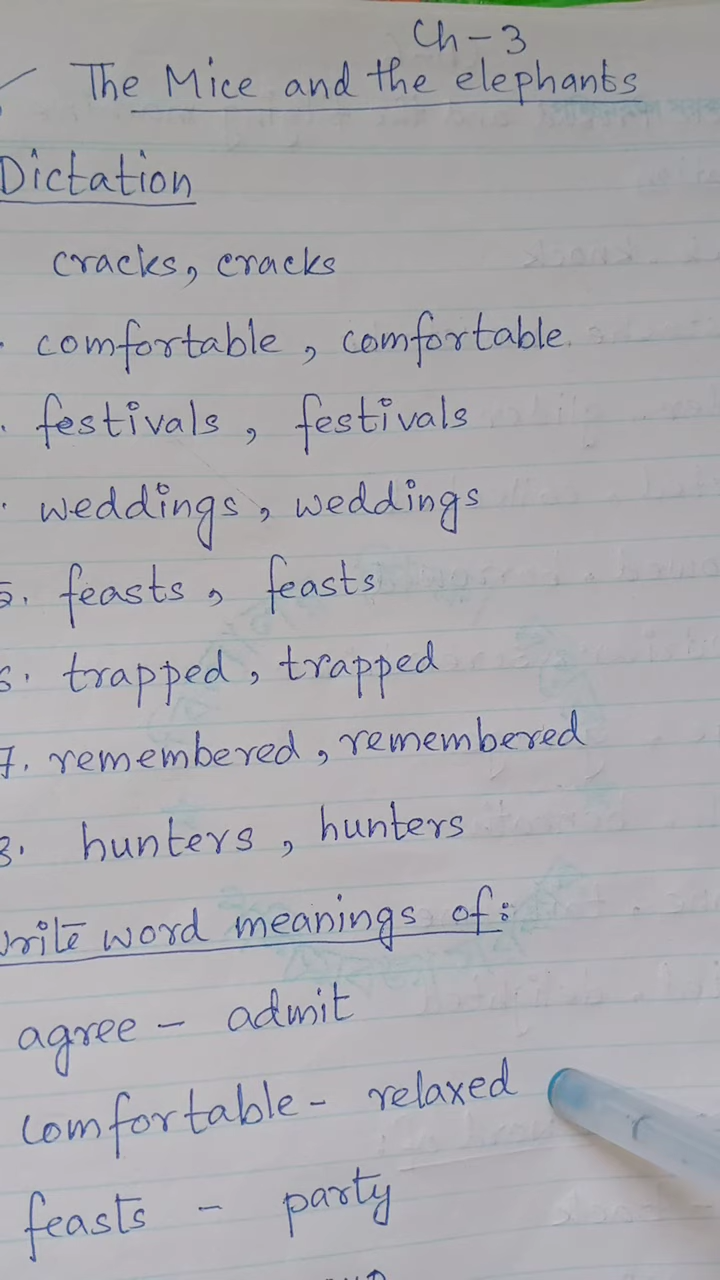 Ch-3
The Mice and the elephants
Dictation
cracks, cracks
comfortable, comfortable
festivals, festivals
weddings, weddings
5. feasts, feasts
6. trapped, trapped
7. remembered, remembered
8. hunters, hunters
write word meanings of:
agree - admit
comfortable - relaxed
feasts - party